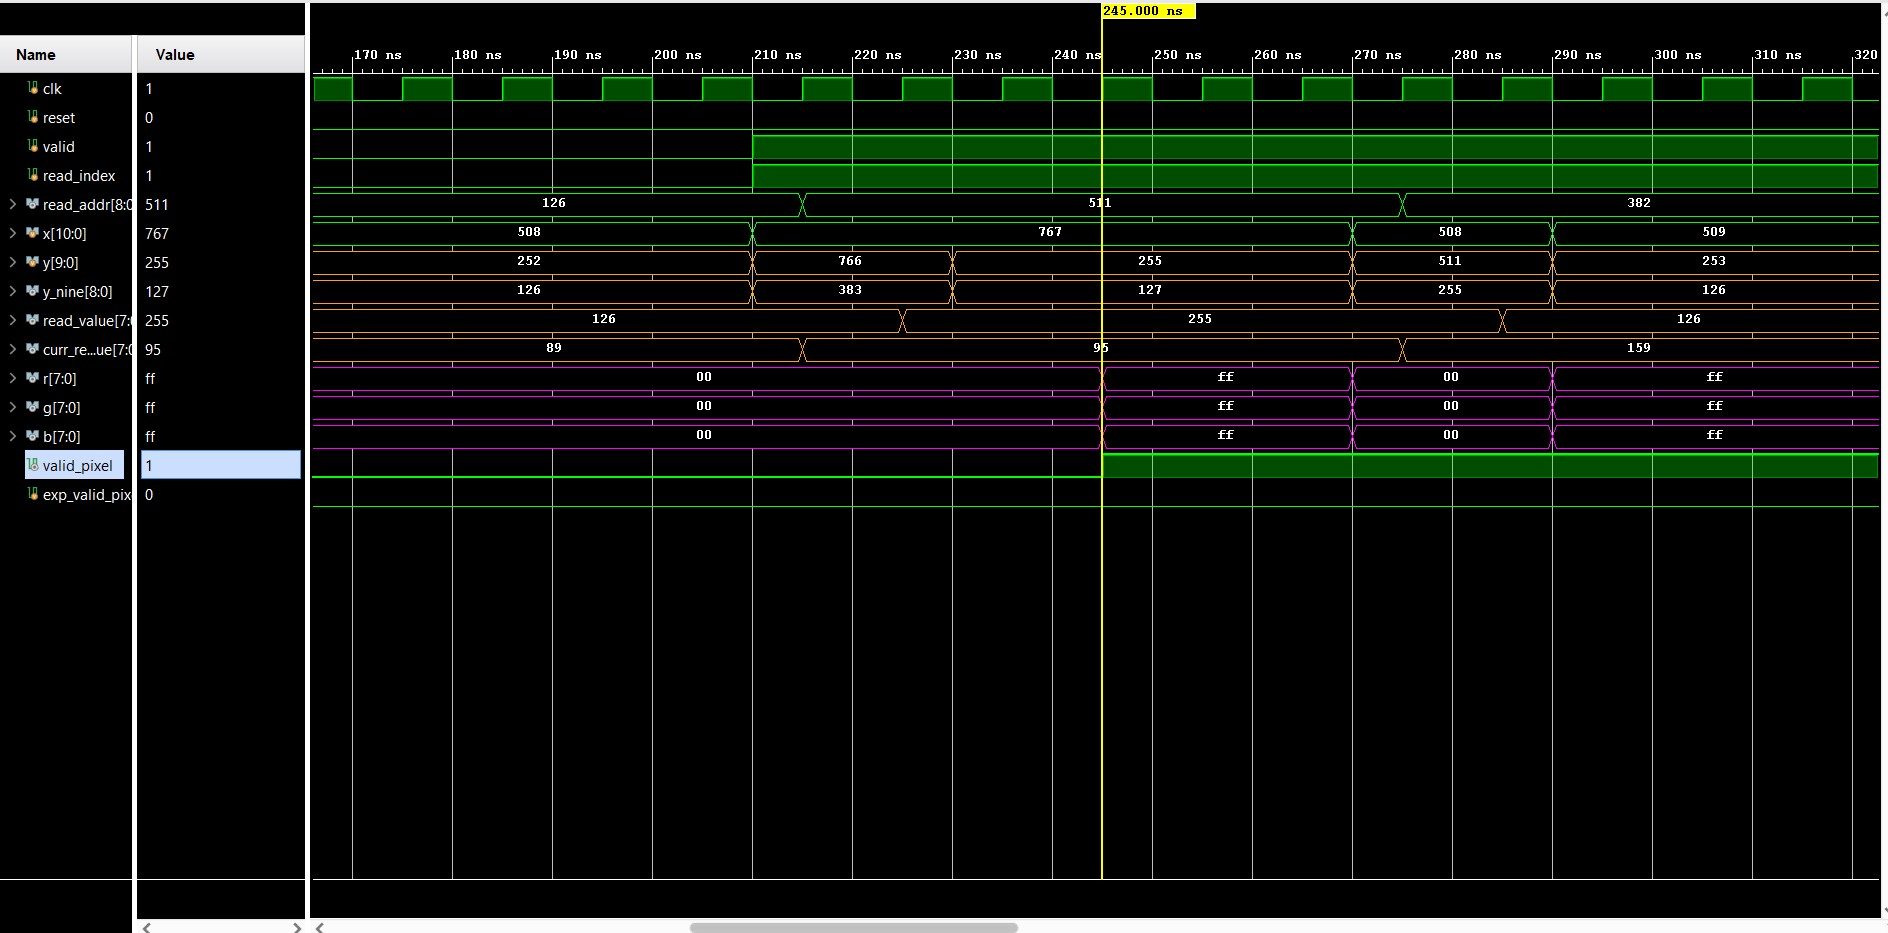 245.000 ns
Name Value 170 ns 180 ns 190 ns 200 ns 210 ns 220 ns 230 ns 240 ns 250 ns 260 ns 270 ns 280 ns 290 ns 300 ns 310 ns 320
clk 1
reset 0
valid 1
read_index 1
read_addr[8:0 511 126 511 382
x[10:0] 767 508 767 508 509
y[9:0] 255 252 766 255 511 253
y_nine[8:0] 127 126 383 127 255 126
read_value[7: 255 126 255 126
curr_re...ue[7:0 95 89 95 159
r[7:0] ff 00 ff 00 ff
g[7:0] ff 00 ff 00 ff
b[7:0] ff 00 ff 00 ff
valid_pixel 1
exp_valid_pix 0